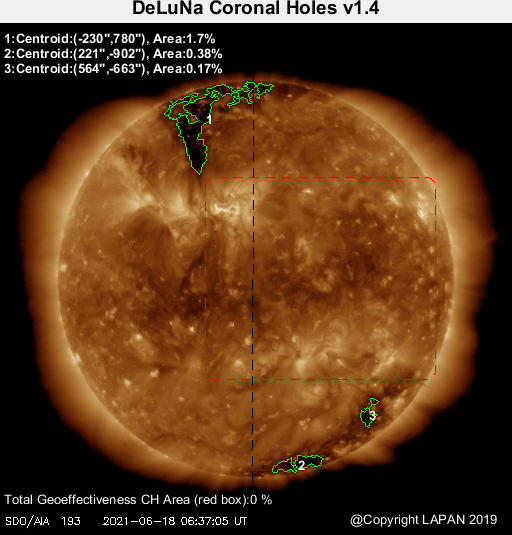 DeLuNa Coronal Holes v1.4
1:Centroid:(-230",780"), Area:1.7%
2:Centroid:(221",-902"), Area:0.38%
3:Centroid:(564",-663"), Area:0.17%
1
3
2
Total Geoeffectiveness CH Area (red box):0 %
SDO/AIA 193 2021-06-18 06:37:05 UT
@Copyright LAPAN 2019